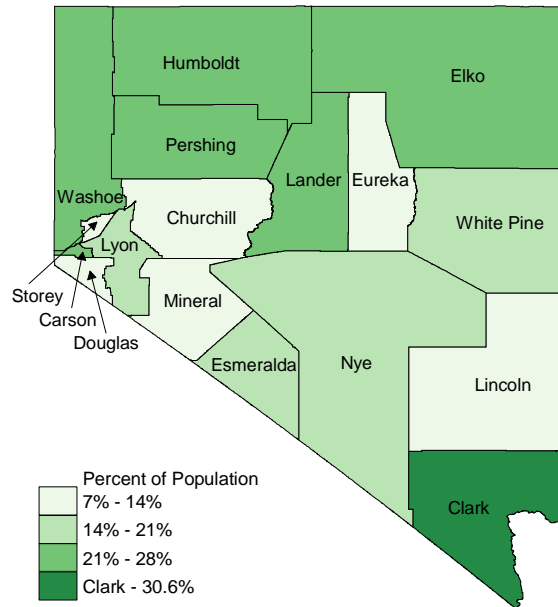 Humboldt
Elko
Pershing
Washoe
Lander
Eureka
Churchill
White Pine
Lyon
Storey
Mineral
Carson
Douglas
Esmeralda
Nye
Lincoln
Clark
Percent of Population
7% - 14%
14% - 21%
21% - 28%
Clark - 30.6%